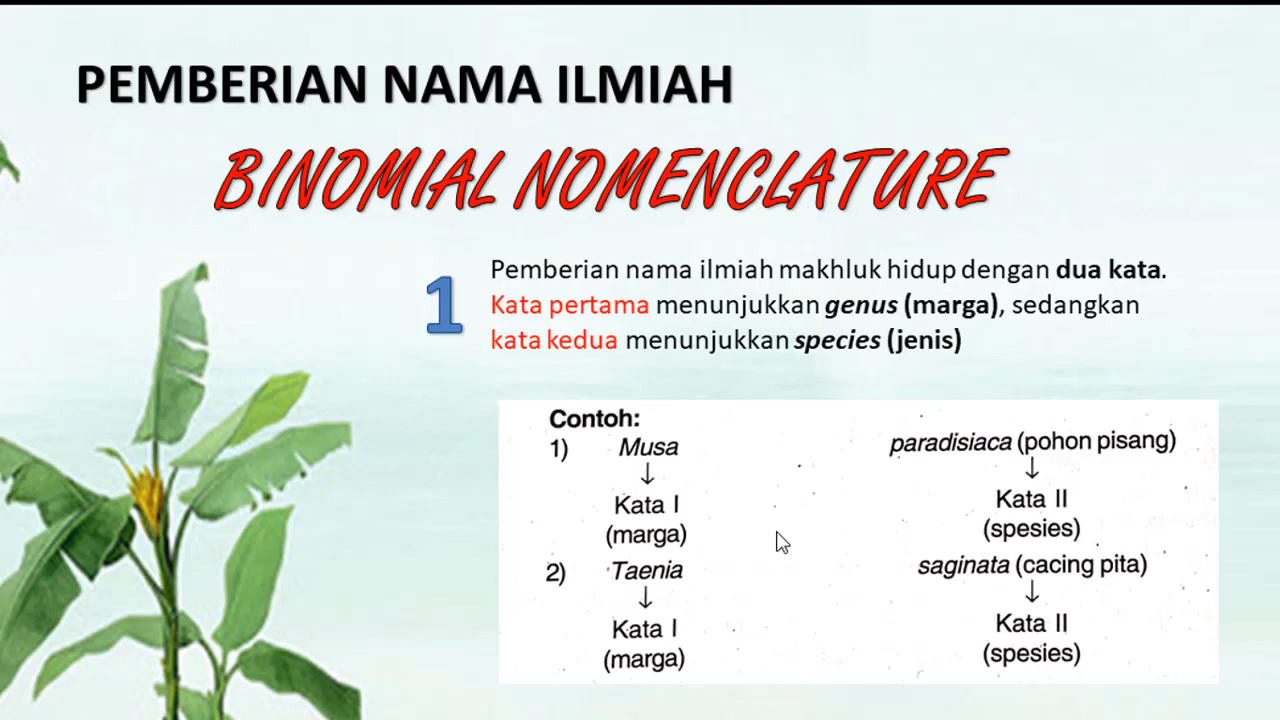 PEMBERIAN NAMA ILMIAH
BINOMIAL NOMENCLATURE
1
Pemberian nama ilmiah makhluk hidup dengan dua kata.
Kata pertama menunjukkan genus (marga), sedangkan
kata kedua menunjukkan species (jenis)
Contoh:
1) Musa paradisiaca (pohon pisang)
↓ ↓
Kata I Kata II
(marga) (spesies)
2) Taenia saginata (cacing pita)
↓ ↓
Kata I Kata II
(marga) (spesies)